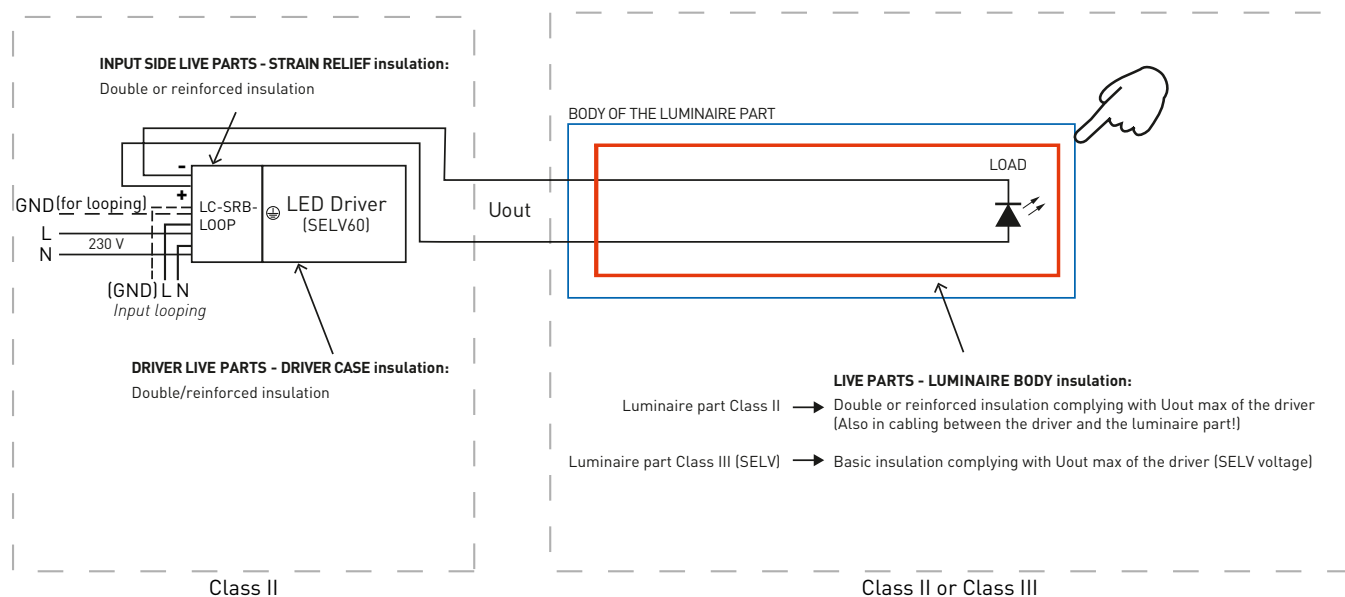 INPUT SIDE LIVE PARTS - STRAIN RELIEF insulation:
Double or reinforced insulation
BODY OF THE LUMINAIRE PART
LOAD
-
+
GND (for looping)
LC-SRB-
LOOP
LED Driver
(SELV60)
Uout
L
N
230 V
(GND) L N
Input looping
DRIVER LIVE PARTS - DRIVER CASE insulation:
Double/reinforced insulation
LIVE PARTS - LUMINAIRE BODY insulation:
Luminaire part Class II
Double or reinforced insulation complying with Uout max of the driver
(Also in cabling between the driver and the luminaire part!)
Luminaire part Class III (SELV)
Basic insulation complying with Uout max of the driver (SELV voltage)
Class II
Class II or Class III